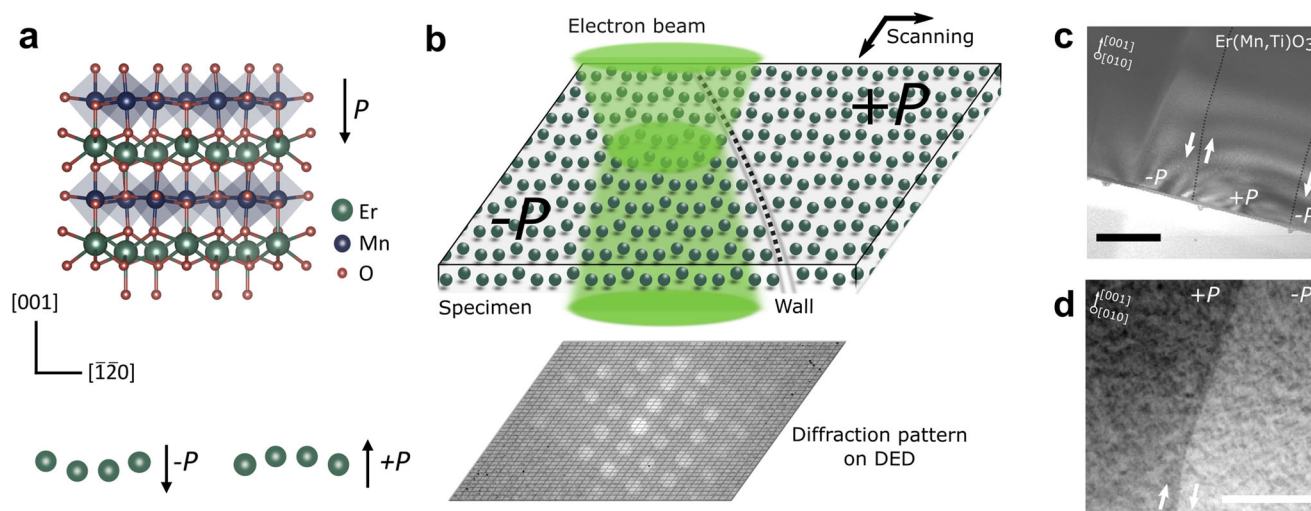 a
P
Er
Mn
O
[001]
[1̅2̅0]
-P
+P
b
Electron beam
Scanning
+P
-P
Specimen
Wall
Diffraction pattern
on DED
c
[001]
[010]
Er(Mn,Ti)O3
-P
+P
-P
d
[001]
[010]
+P
-P